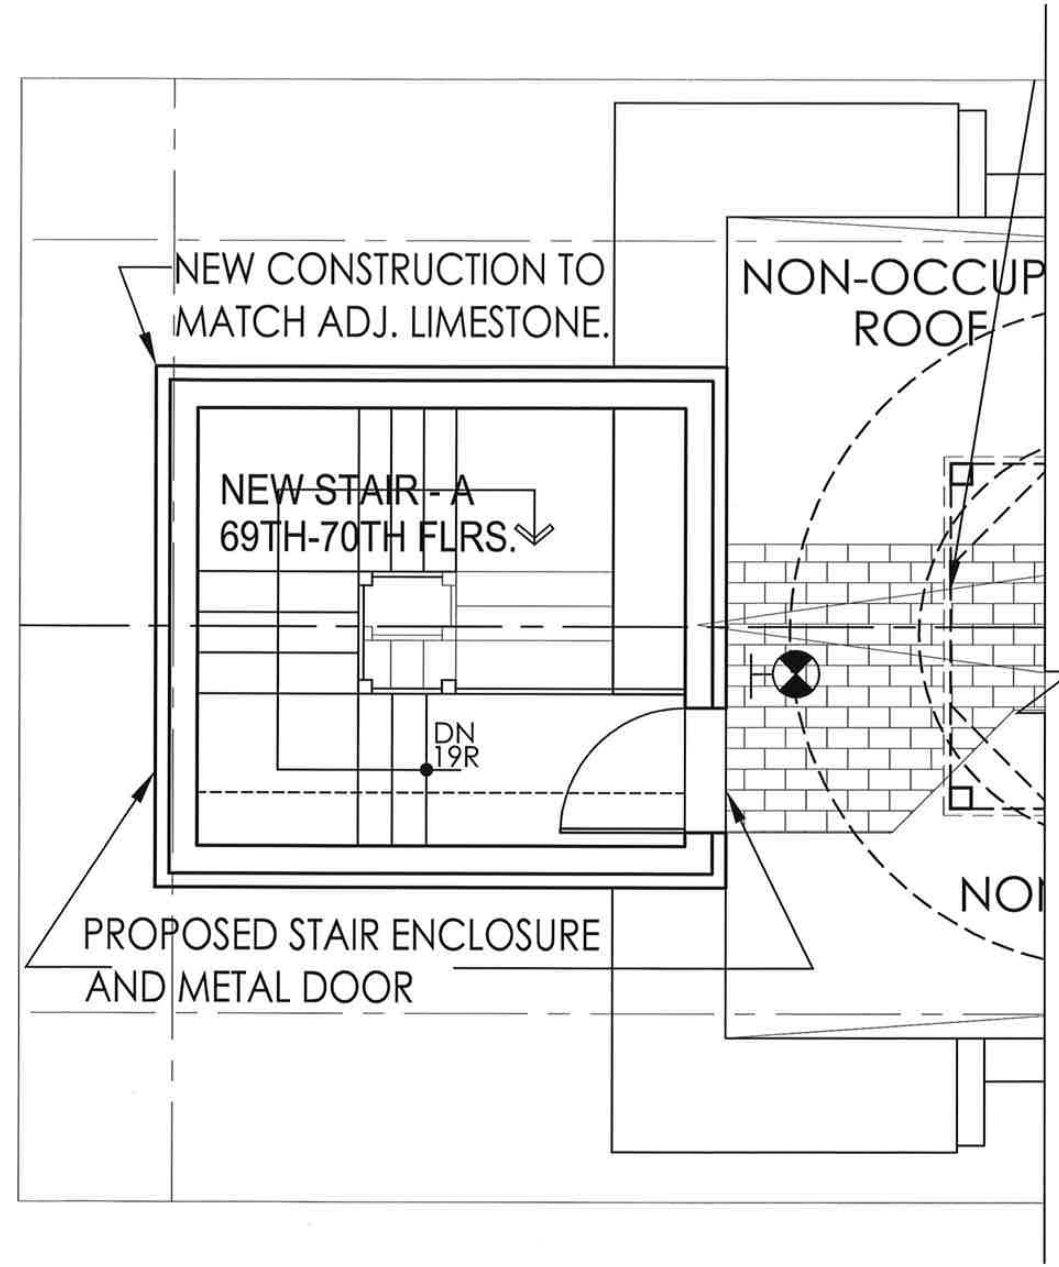 NEW CONSTRUCTION TO
MATCH ADJ. LIMESTONE.
NON-OCCUP
ROOF
NEW STAIR - A
69TH-70TH FLRS.
DN
19R
NON
PROPOSED STAIR ENCLOSURE
AND METAL DOOR